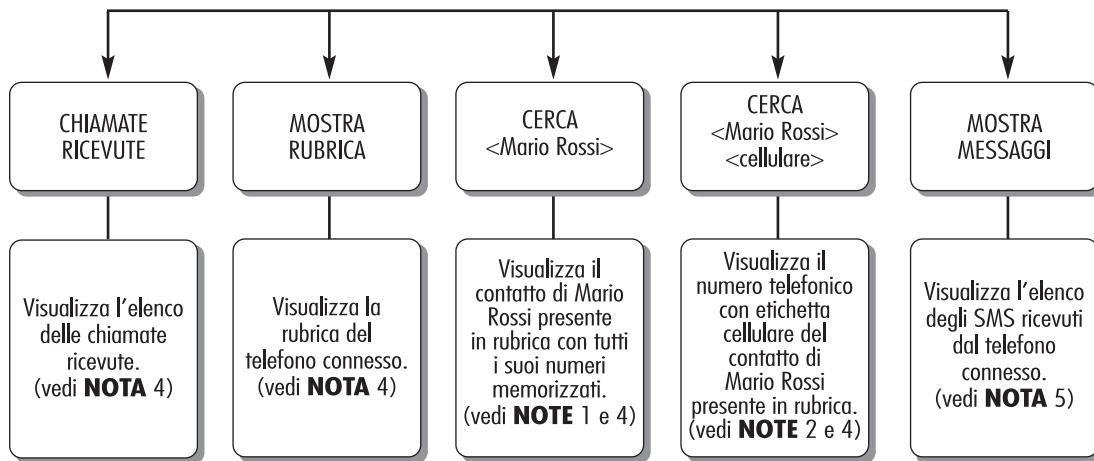 CHIAMATE
RICEVUTE
MOSTRA
RUBRICA
CERCA
<Mario Rossi>
CERCA
<Mario Rossi>
<cellulare>
MOSTRA
MESSAGGI
Visualizza l'elenco
delle chiamate
ricevute.
(vedi NOTA 4)
Visualizza la
rubrica del
telefono connesso.
(vedi NOTA 4)
Visualizza il
contatto di Mario
Rossi presente
in rubrica con tutti
i suoi numeri
memorizzati.
(vedi NOTE 1 e 4)
Visualizza il
numero telefonico
con etichetta
cellulare del
contatto di
Mario Rossi
presente in rubrica.
(vedi NOTE 2 e 4)
Visualizza l'elenco
degli SMS ricevuti
dal telefono
connesso.
(vedi NOTA 5)